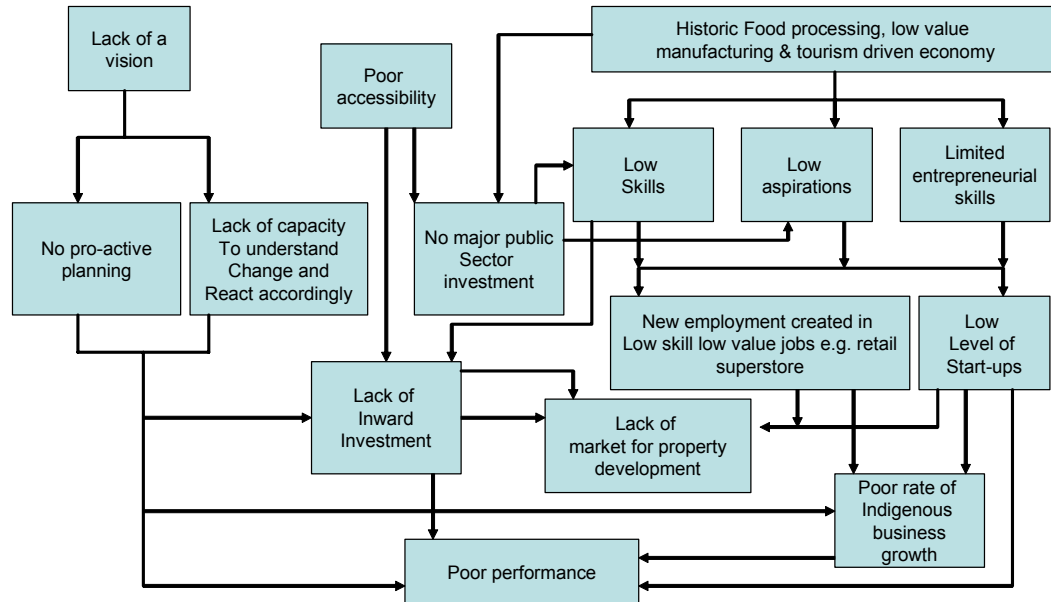 Lack of a
vision
Historic Food processing, low value
manufacturing & tourism driven economy
Poor
accessibility
Low
Skills
Low
aspirations
Limited
entrepreneurial
skills
No pro-active
planning
Lack of capacity
To understand
Change and
React accordingly
No major public
Sector
investment
New employment created in
Low skill low value jobs e.g. retail
superstore
Low
Level of
Start-ups
Lack of
Inward
Investment
Lack of
market for property
development
Poor rate of
Indigenous
business
growth
Poor performance